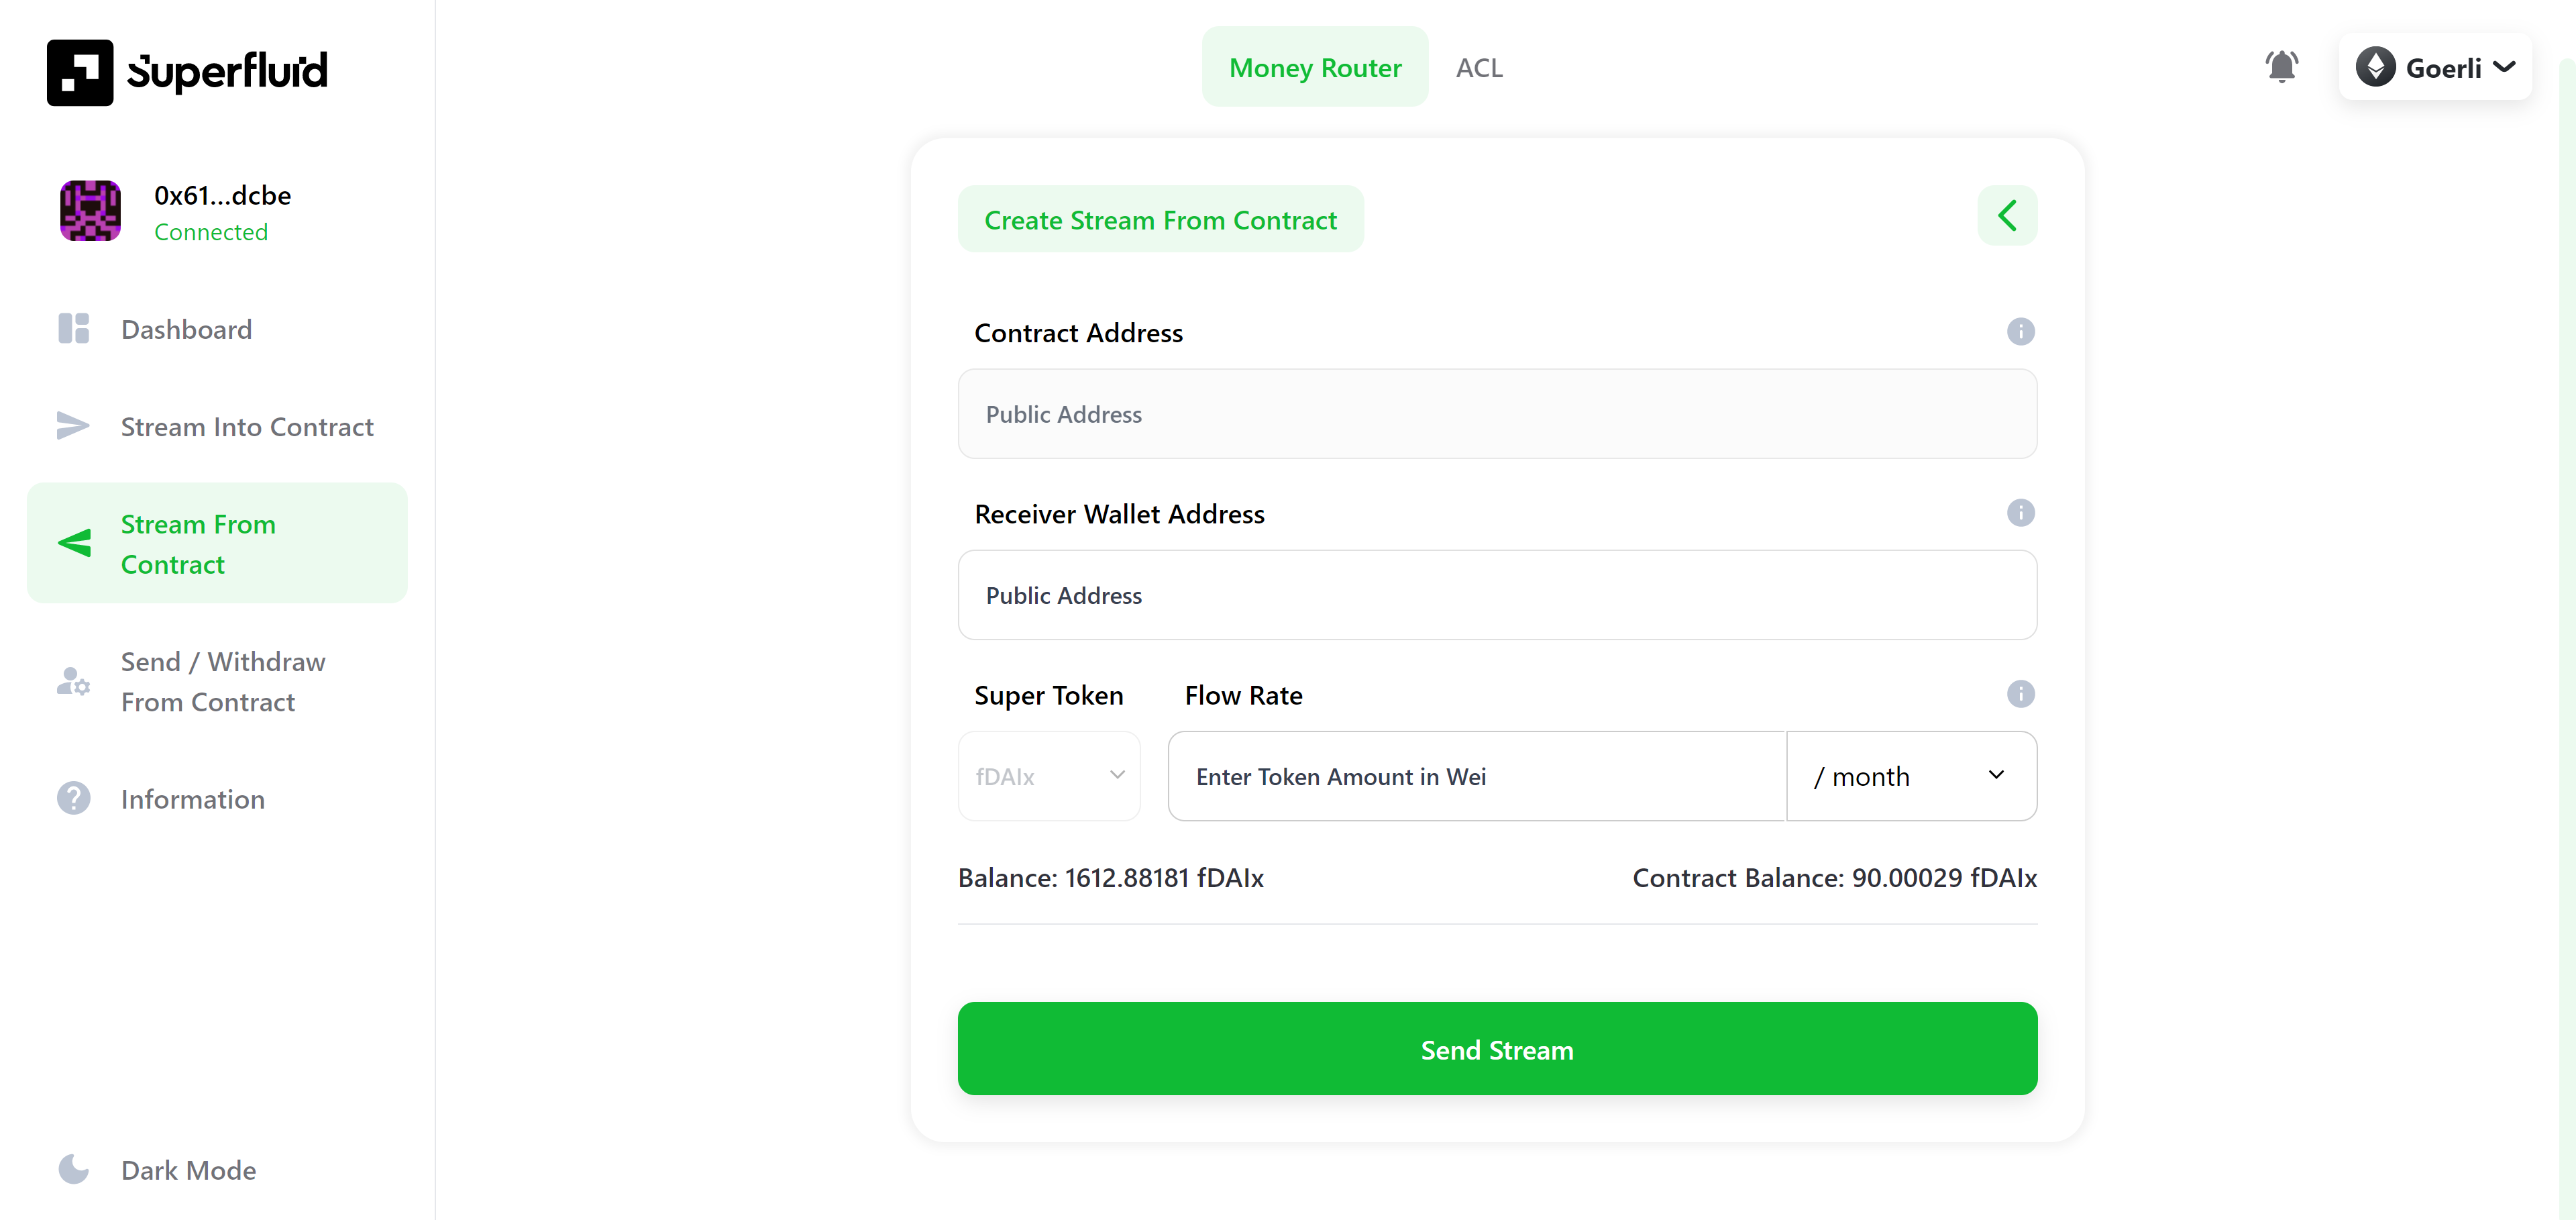 Superfluid
0x61...dcbe
Connected
Dashboard
Stream Into Contract
Stream From
Contract
Send / Withdraw
From Contract
Information
Dark Mode
Money Router
ACL
Goerli
Create Stream From Contract
Contract Address
Public Address
Receiver Wallet Address
Public Address
Super Token
Flow Rate
fDAIx
Enter Token Amount in Wei
/ month
Balance: 1612.88181 fDAIx
Contract Balance: 90.00029 fDAIx
Send Stream